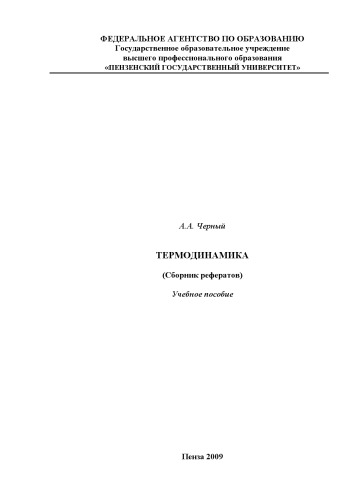 ФЕДЕРАЛЬНОЕ АГЕНТСТВО ПО ОБРАЗОВАНИЮ
Государственное образовательное учреждение
высшего профессионального образования
«ПЕНЗЕНСКИЙ ГОСУДАРСТВЕННЫЙ УНИВЕРСИТЕТ»
А.А. Черный
ТЕРМОДИНАМИКА
(Сборник рефератов)
Учебное пособие
Пенза 2009